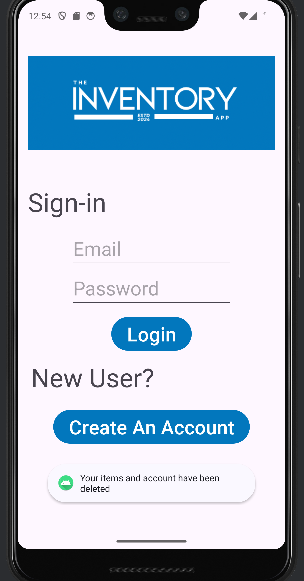 12:54
THE
INVENTORY
ESTD
2024
APP
Sign-in
Email
Password
Login
New User?
Create An Account
Your items and account have been
deleted